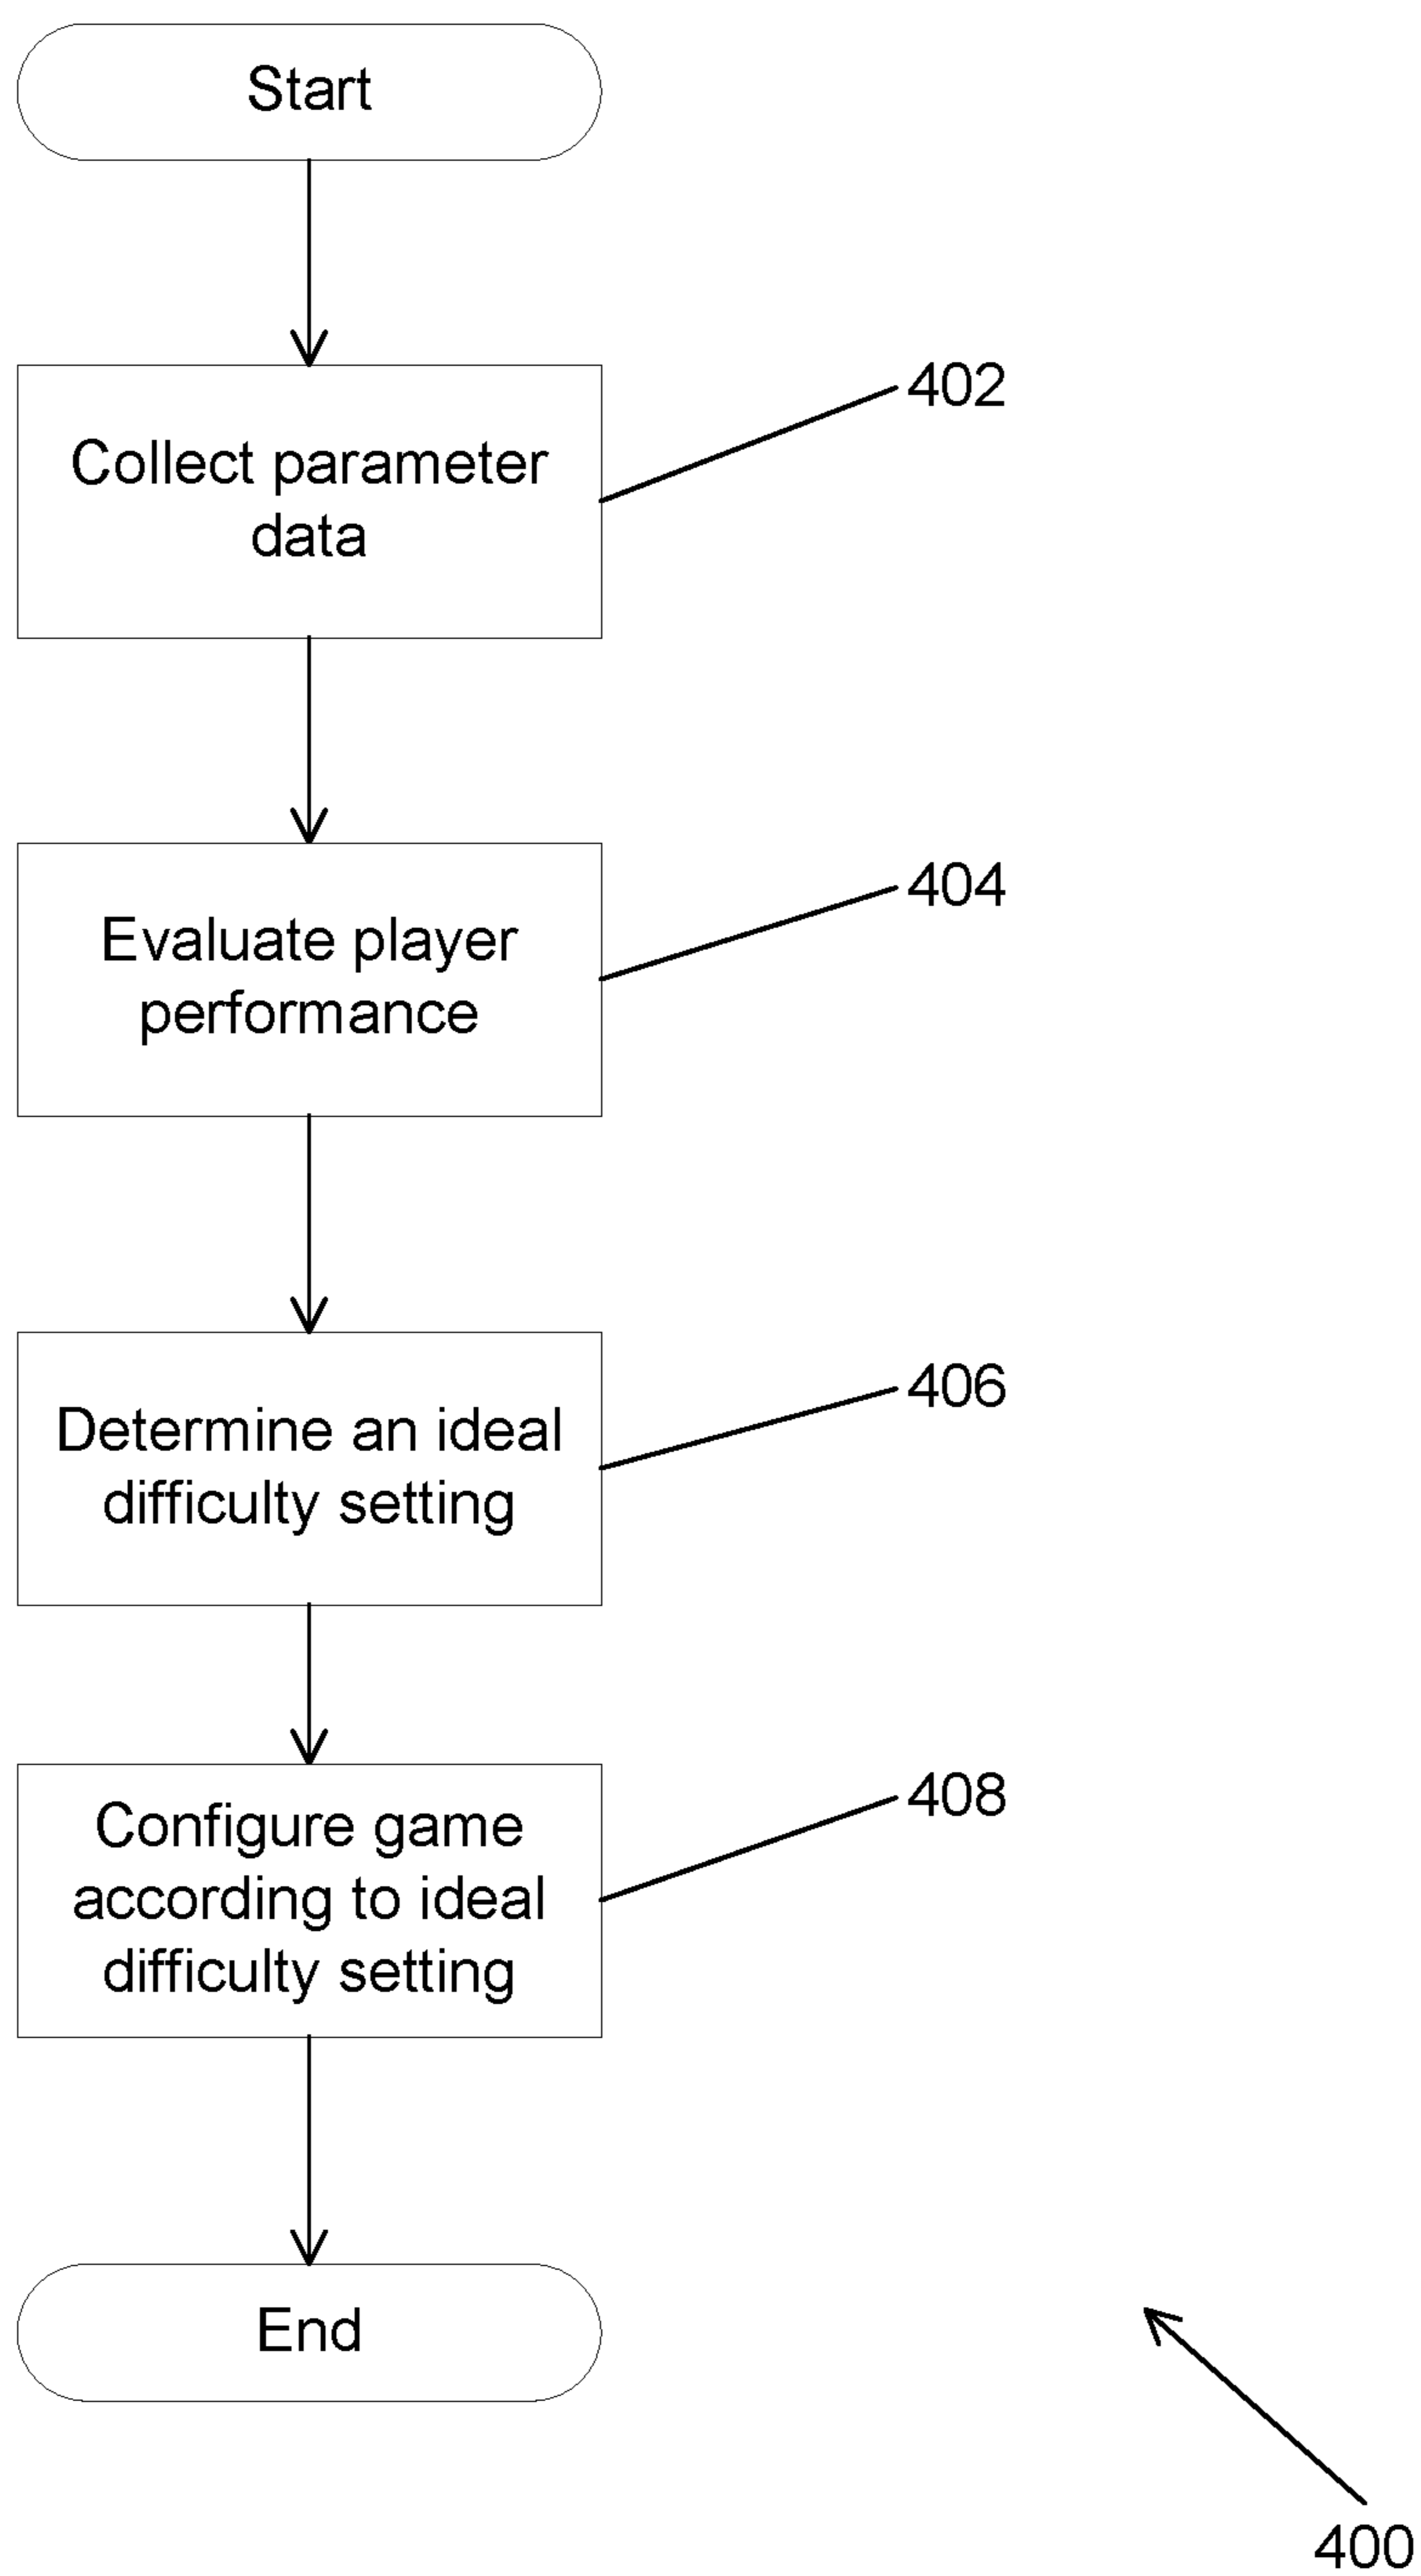 Start
402
Collect parameter
data
404
Evaluate player
performance
406
Determine an ideal
difficulty setting
408
Configure game
according to ideal
difficulty setting
End
400